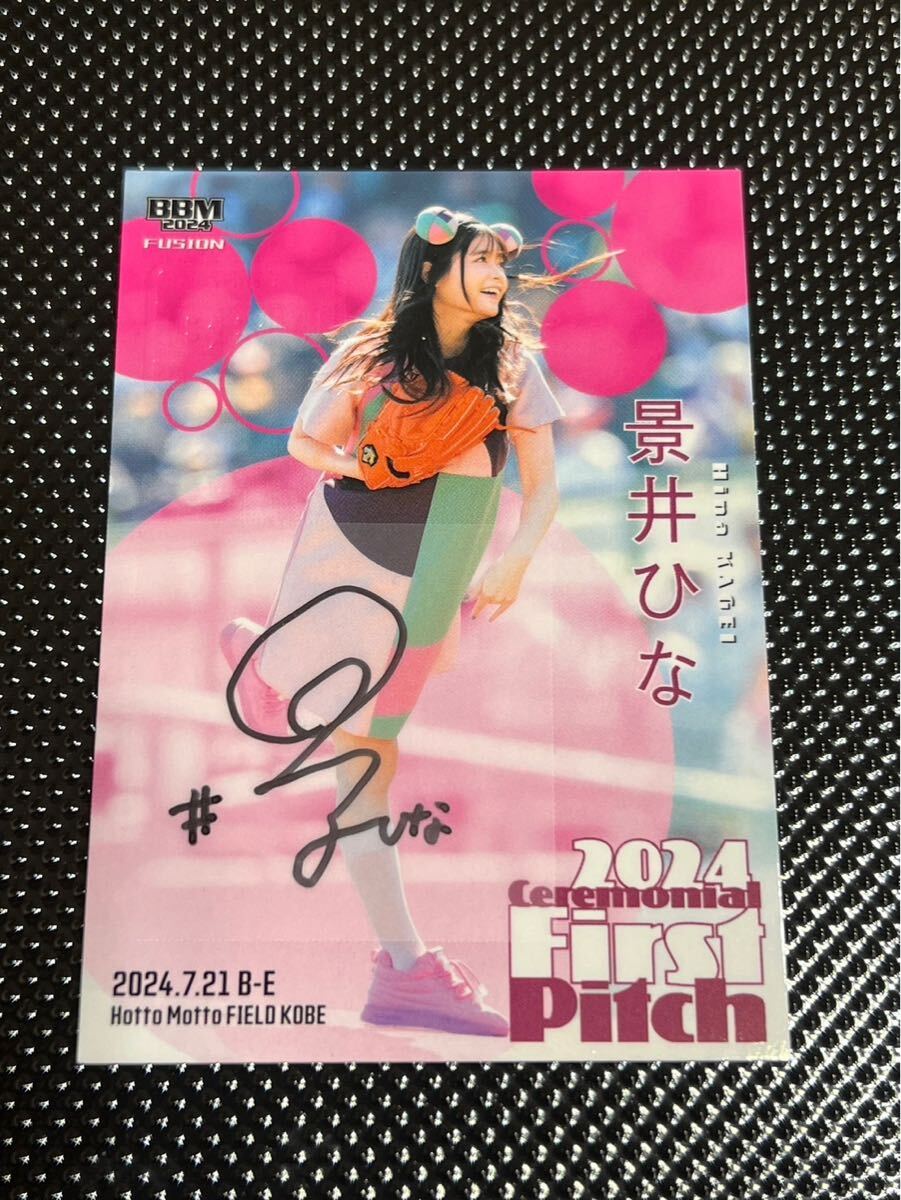 BBM
2024
FUSION
景井ひな
Hina KAGEI
#
ひな
2024
Ceremonial
First
Pitch
2024.7.21 B-E
Hotto Motto FIELD KOBE